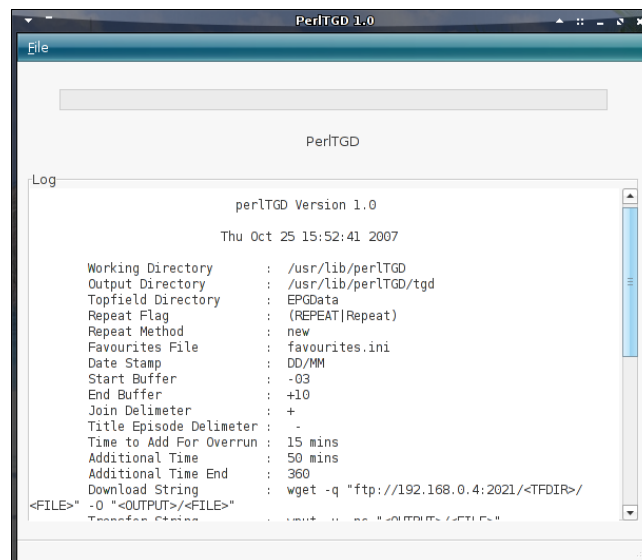 PerlTGD 1.0
File
PerlTGD
Log
perlTGD Version 1.0
Thu Oct 25 15:52:41 2007
Working Directory : /usr/lib/perlTGD
Output Directory : /usr/lib/perlTGD/tgd
Topfield Directory : EPGData
Repeat Flag : (REPEAT|Repeat)
Repeat Method : new
Favourites File : favourites.ini
Date Stamp : DD/MM
Start Buffer : -03
End Buffer : +10
Join Delimeter : +
Title Episode Delimeter : -
Time to Add For Overrun : 15 mins
Additional Time : 50 mins
Additional Time End : 360
Download String : wget -q "ftp://192.168.0.4:2021/<TFDIR>/
<FILE>" -O "<OUTPUT>/<FILE>"
Transfer String : "<OUTPUT>/<FILE>"